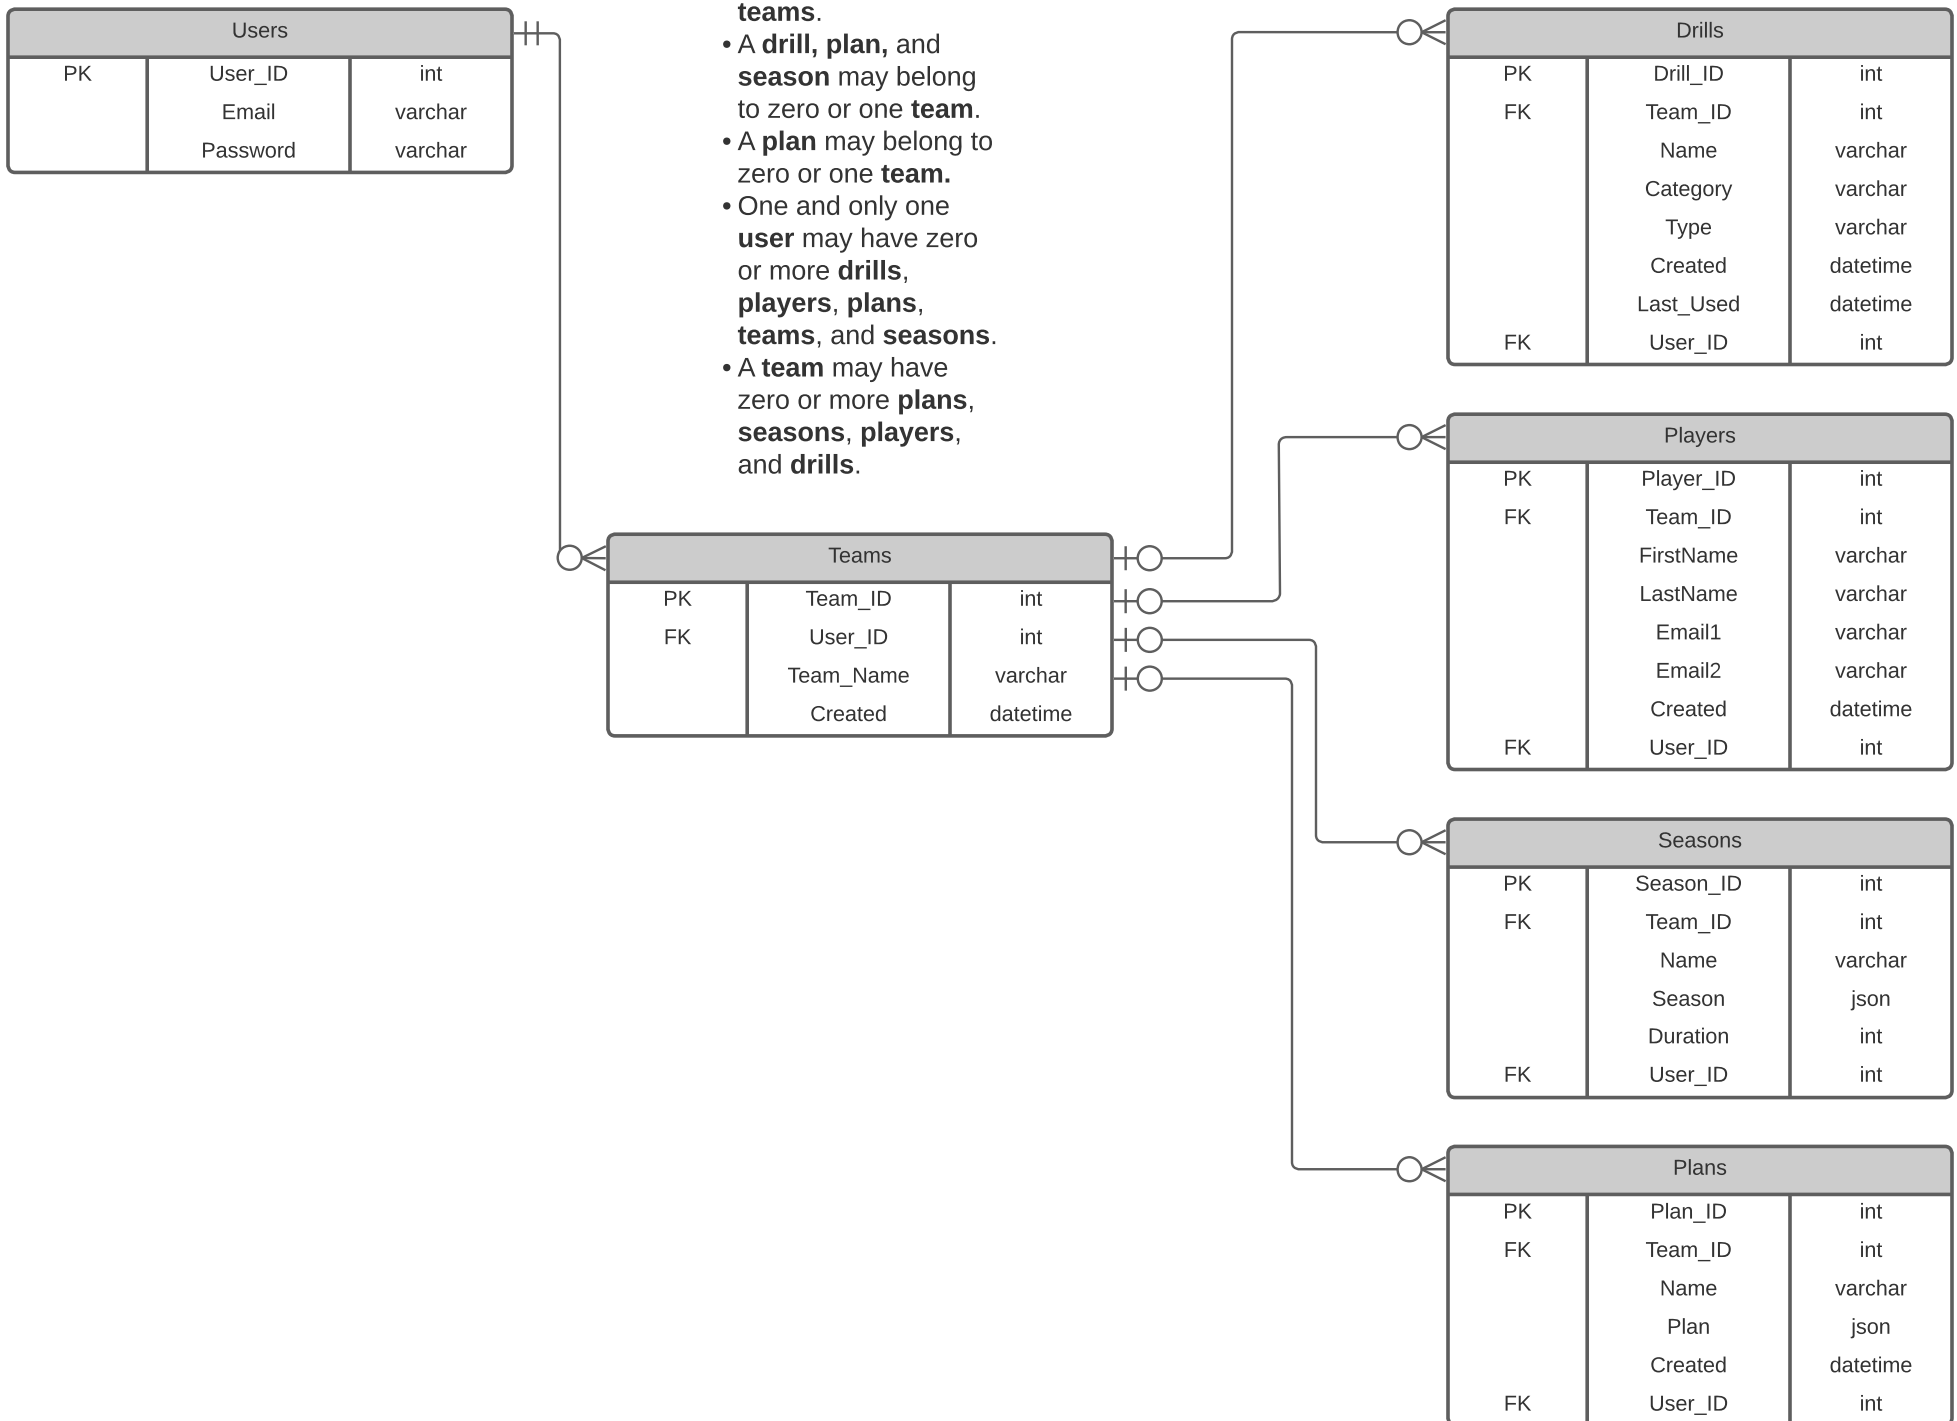 Users
PK User_ID int
Email varchar
Password varchar
teams.
• A drill, plan, and
season may belong
to zero or one team.
• A plan may belong to
zero or one team.
• One and only one
user may have zero
or more drills,
players, plans,
teams, and seasons.
• A team may have
zero or more plans,
seasons, players,
and drills.
Teams
PK Team_ID int
FK User_ID int
Team_Name varchar
Created datetime
Drills
PK Drill_ID int
FK Team_ID int
Name varchar
Category varchar
Type varchar
Created datetime
Last_Used datetime
FK User_ID int
Players
PK Player_ID int
FK Team_ID int
FirstName varchar
LastName varchar
Email1 varchar
Email2 varchar
Created datetime
FK User_ID int
Seasons
PK Season_ID int
FK Team_ID int
Name varchar
Season json
Duration int
FK User_ID int
Plans
PK Plan_ID int
FK Team_ID int
Name varchar
Plan json
Created datetime
FK User_ID int